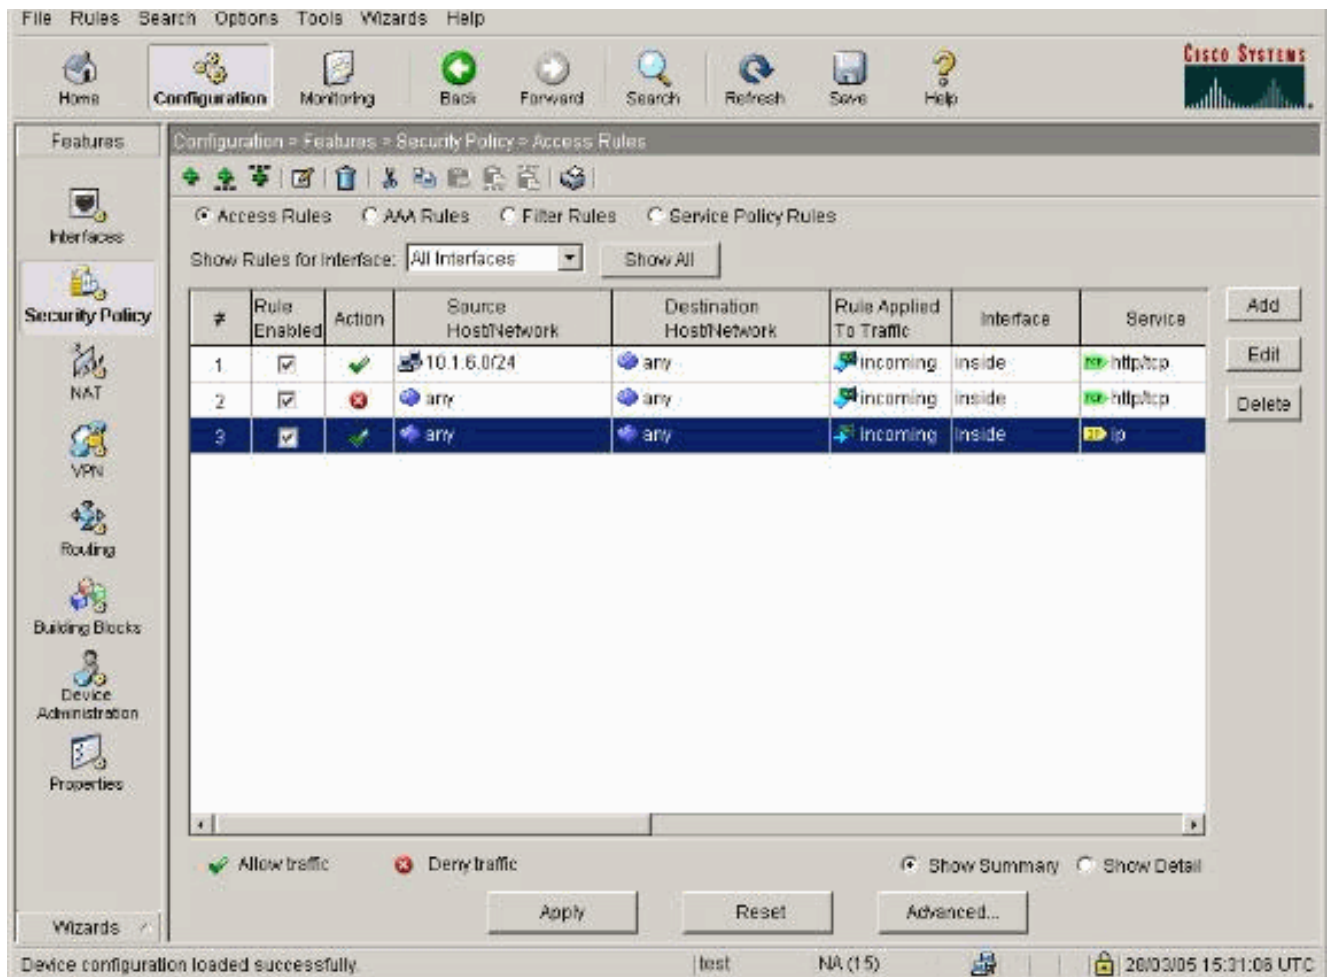 File Rules Search Options Tools Wizards Help
Home Configuration Monitoring Back Forward Search Refresh Save Help
CISCO SYSTEMS
Features
Configuration > Features > Security Policy > Access Rules
Access Rules AAA Rules Filter Rules Service Policy Rules
Show Rules for Interface: All Interfaces Show All
# Rule Enabled Action Source Host/Network Destination Host/Network Rule Applied To Traffic Interface Service
1 10.1.6.0/24 any incoming inside TCP http/tcp
2 any any incoming inside TCP http/tcp
3 any any incoming inside IP ip
Add
Edit
Delete
Interfaces
Security Policy
NAT
VPN
Routing
Building Blocks
Device Administration
Properties
Wizards
Allow traffic Deny traffic Show Summary Show Detail
Apply Reset Advanced...
Device configuration loaded successfully. test NA (15) 28/03/05 15:31:06 UTC